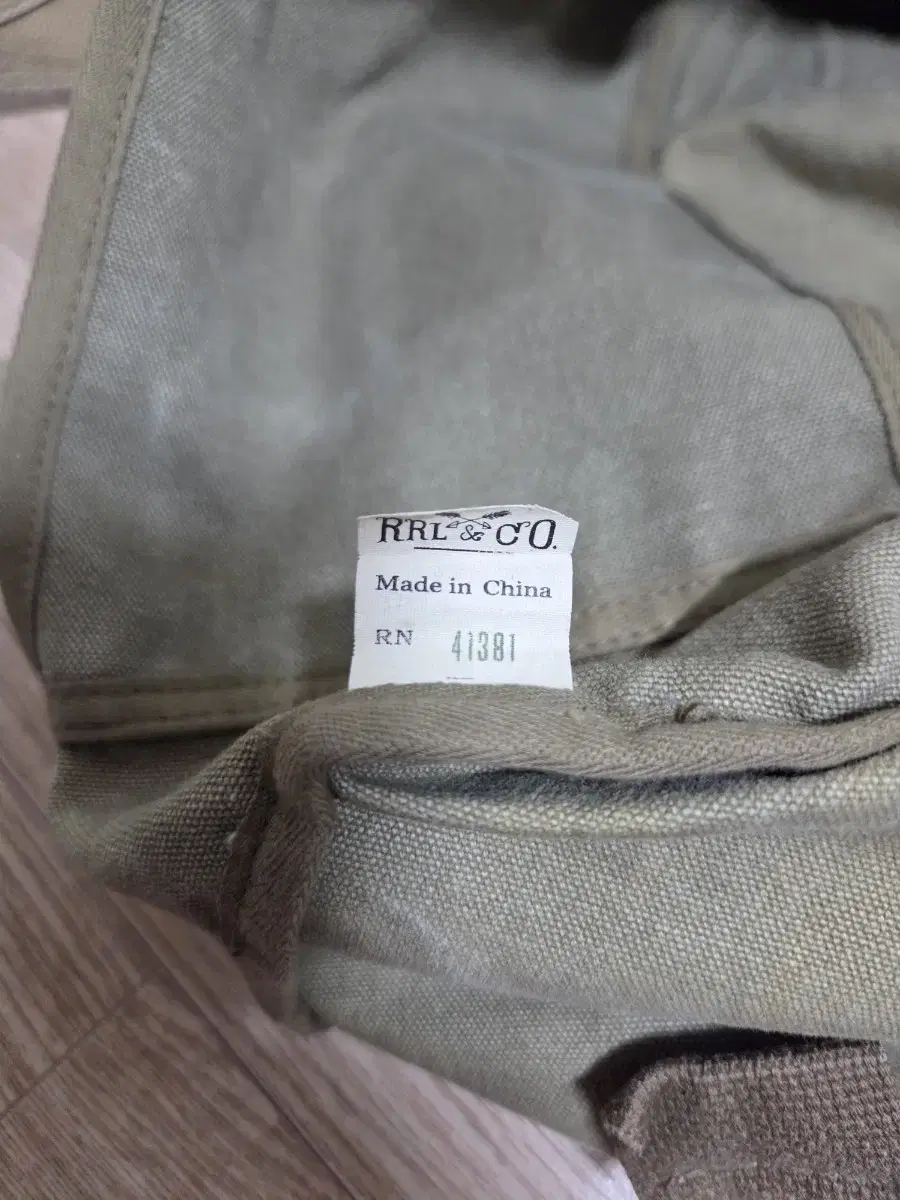 RRL & CO.
Made in China
RN 41381